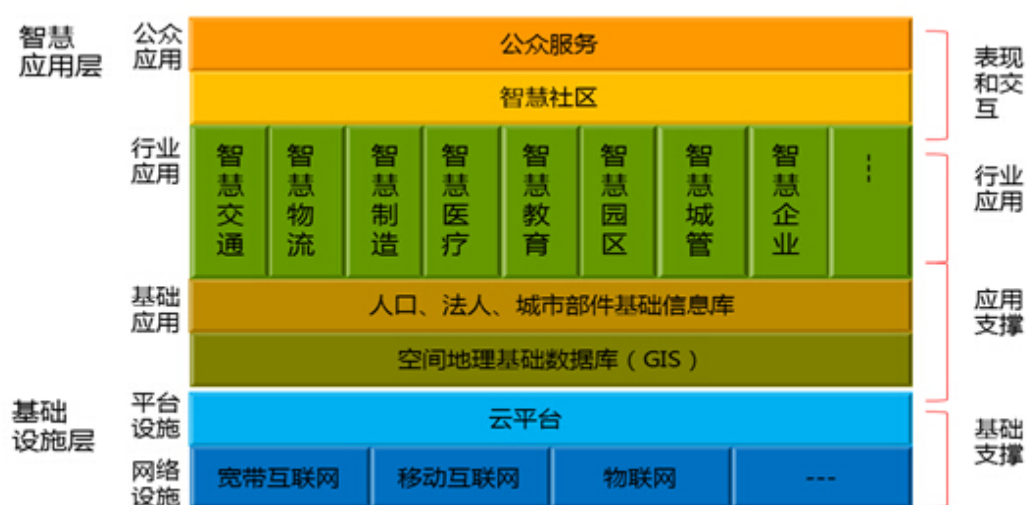 智慧
应用层
公众
应用
公众服务
智慧社区
表现
和交
互
行业
应用
智慧交通
智慧物流
智慧制造
智慧医疗
智慧教育
智慧园区
智慧城管
智慧企业
---
行业
应用
基础
应用
人口、法人、城市部件基础信息库
空间地理基础数据库（GIS）
应用
支撑
基础
设施层
平台
设施
云平台
网络
设施
宽带互联网
移动互联网
物联网
---
基础
支撑